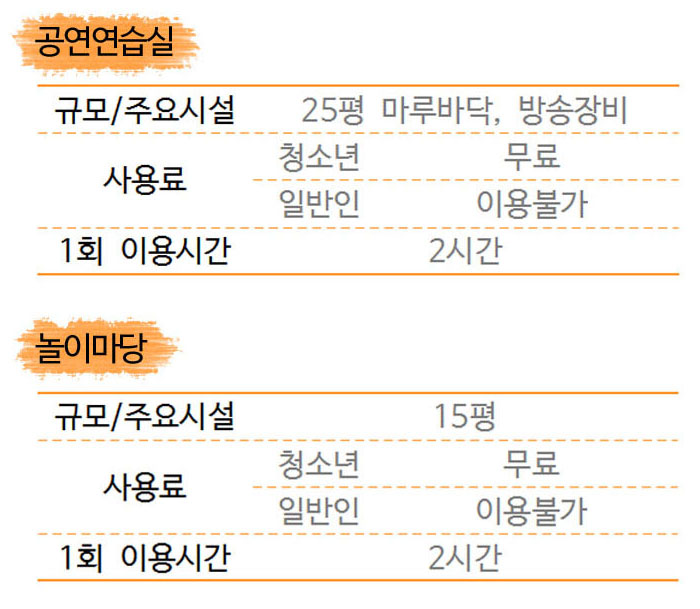 공연연습실
규모/주요시설 25평 마루바닥, 방송장비
사용료 청소년 무료
일반인 이용불가
1회 이용시간 2시간
놀이마당
규모/주요시설 15평
사용료 청소년 무료
일반인 이용불가
1회 이용시간 2시간